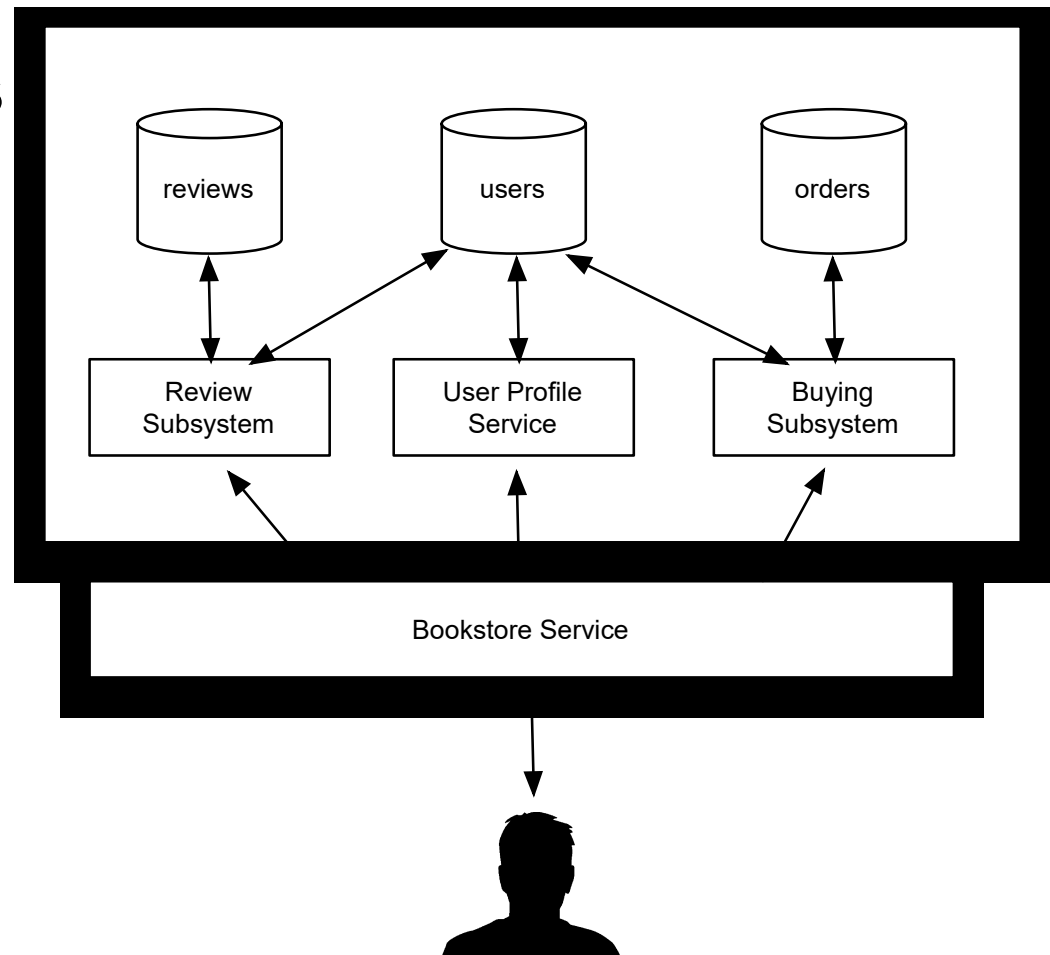 reviews
users
orders
Review
Subsystem
User Profile
Service
Buying
Subsystem
Bookstore Service